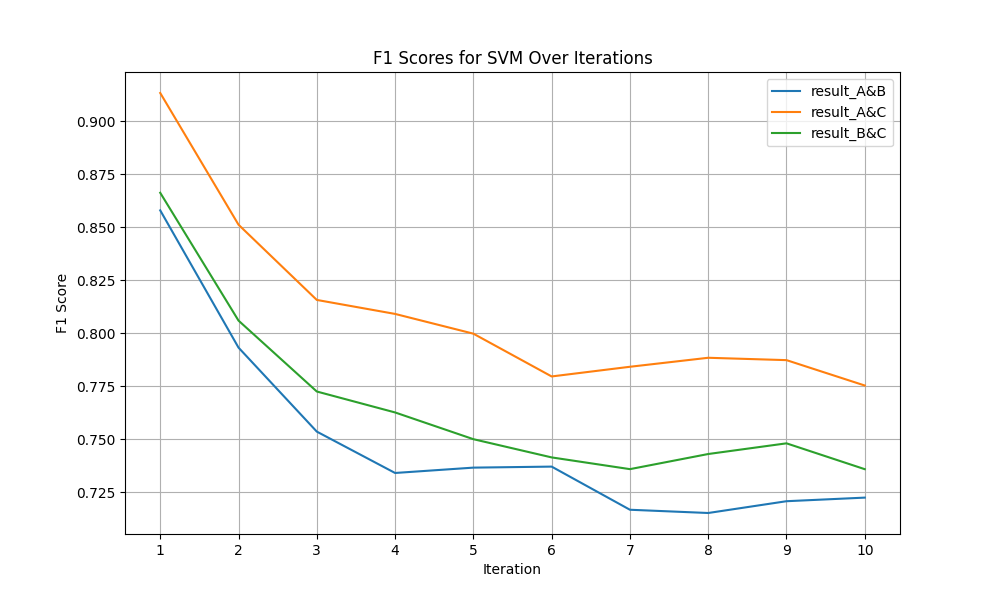 F1 Scores for SVM Over Iterations
result_A&B
result_A&C
result_B&C
F1 Score
0.900
0.875
0.850
0.825
0.800
0.775
0.750
0.725
1 2 3 4 5 6 7 8 9 10
Iteration